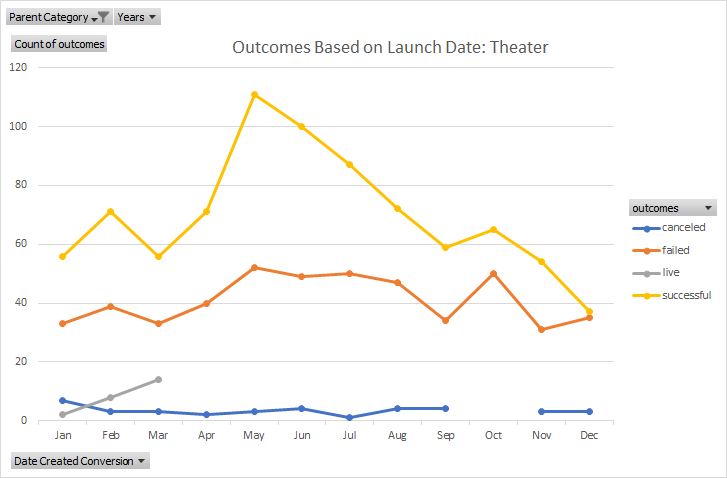 Parent Category Years
Count of outcomes
Outcomes Based on Launch Date: Theater
120
100
80
60
40
20
0
Jan Feb Mar Apr May Jun Jul Aug Sep Oct Nov Dec
outcomes
canceled
failed
live
successful
Date Created Conversion